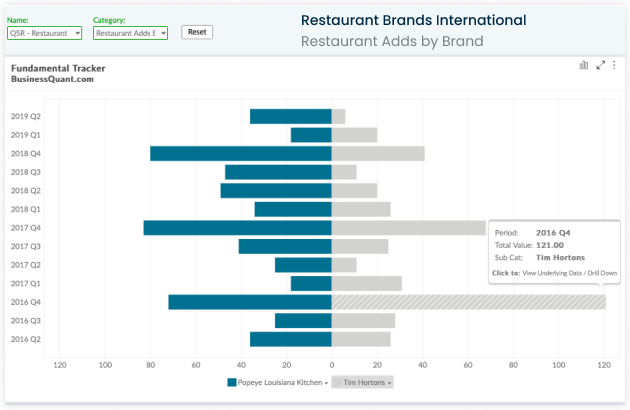 Name:
Category:
QSR - Restaurant
Restaurant Adds E
Reset
Restaurant Brands International
Restaurant Adds by Brand
Fundamental Tracker
BusinessQuant.com
2019 Q2
2019 Q1
2018 Q4
2018 Q3
2018 Q2
2018 Q1
2017 Q4
2017 Q3
2017 Q2
2017 Q1
2016 Q4
2016 Q3
2016 Q2
Period: 2016 Q4
Total Value: 121.00
Sub Cat: Tim Hortons
Click to: View Underlying Data / Drill Down
120 100 80 60 40 20 0 20 40 60 80 100 120
Popeye Louisiana Kitchen Tim Hortons